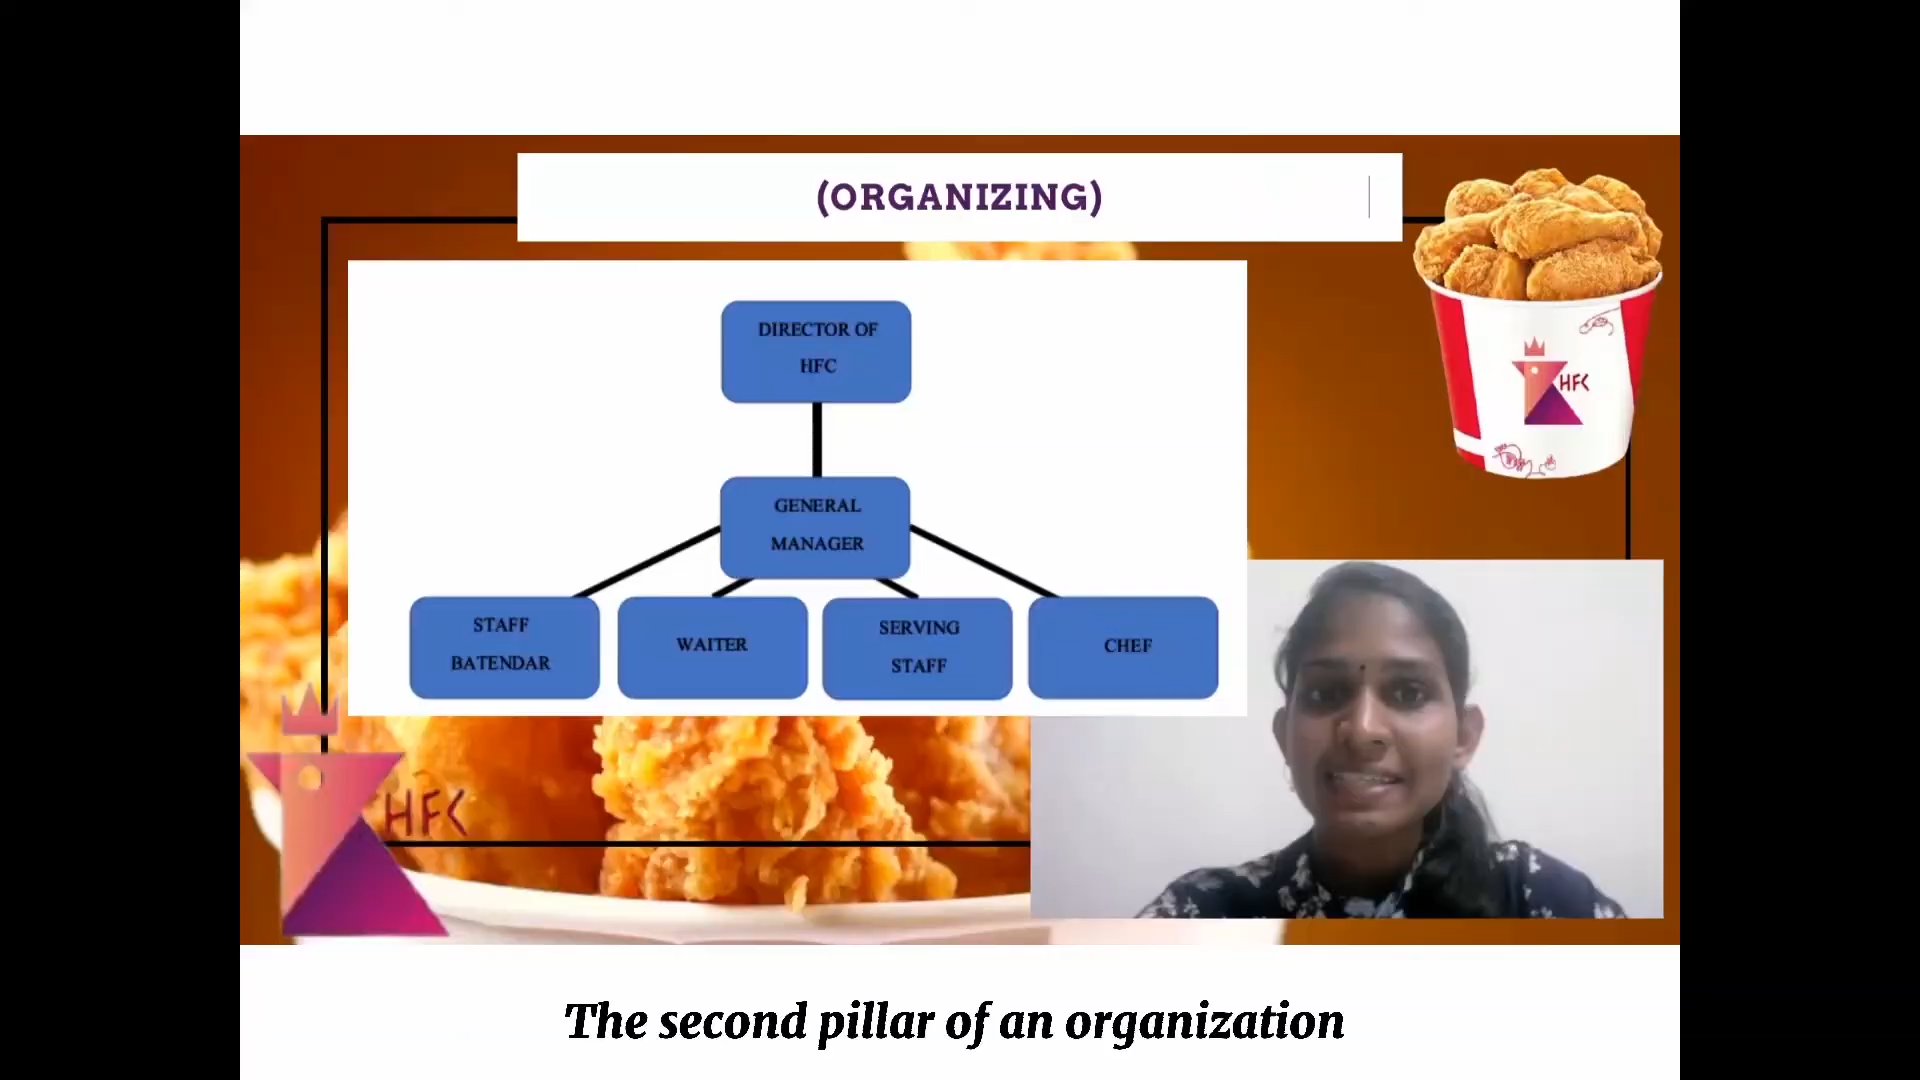 (ORGANIZING)
DIRECTOR OF
HFC
HFC
GENERAL
MANAGER
STAFF
BATENDAR
WAITER
SERVING
STAFF
CHEF
HFC
The second pillar of an organization